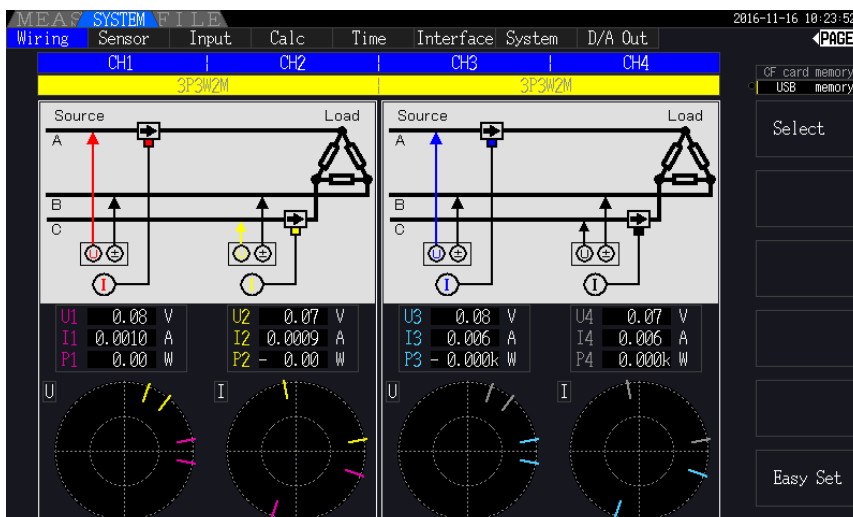 MEAS SYSTEM FILE 2016-11-16 10:23:52
Wiring Sensor Input Calc Time Interface System D/A Out PAGE
CH1 CH2 CH3 CH4
3P3W2M 3P3W2M
CF card memory
USB memory
Select
Source Load Source Load
A A
B B
C C
U ± U ± U ± U ±
I I I I
U1 0.08 V U2 0.07 V U3 0.08 V U4 0.07 V
I1 0.0010 A I2 0.0009 A I3 0.006 A I4 0.006 A
P1 0.00 W P2 - 0.00 W P3 - 0.000k W P4 0.000k W
U I U I
Easy Set